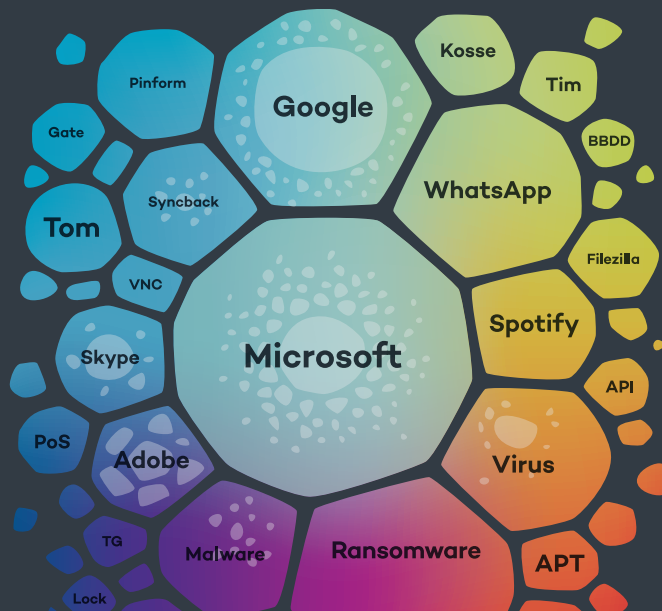 Google
Kosse
Pinform
Tim
Gate
BBDD
WhatsApp
Syncback
Tom
Filezilla
VNC
Spotify
Skype
Microsoft
API
PoS
Adobe
Virus
TG
Malware
Ransomware
APT
Lock